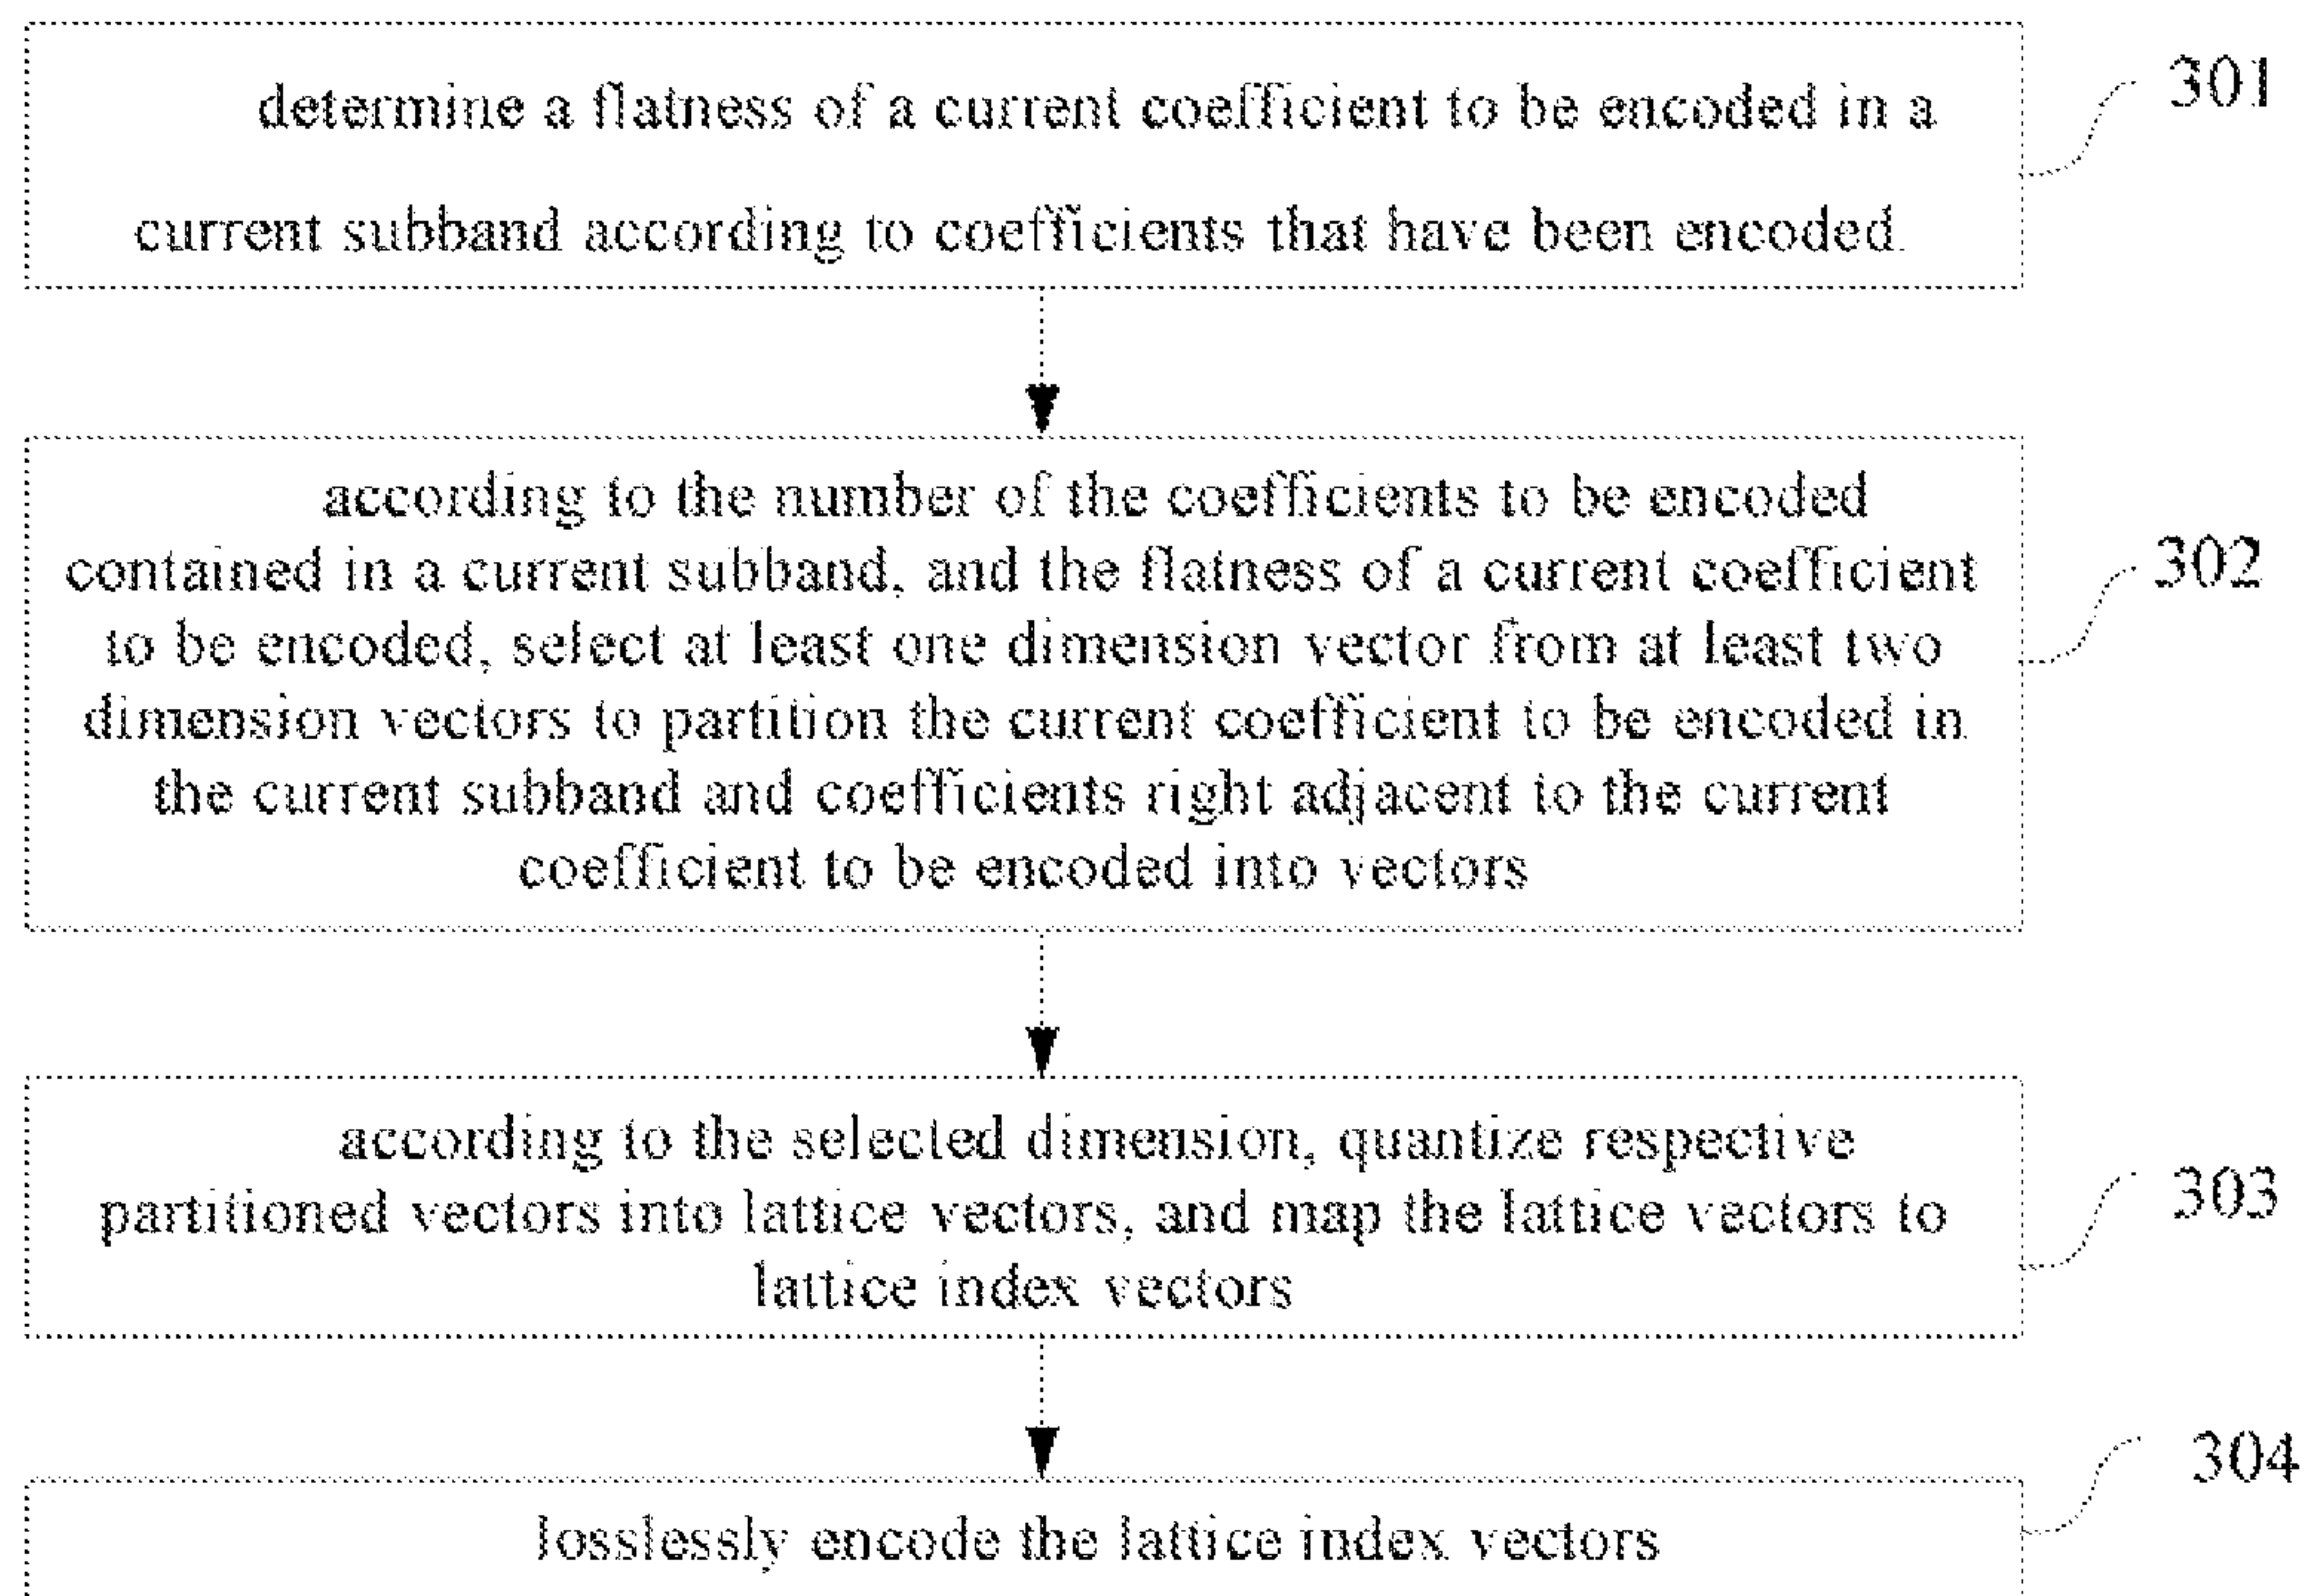 determine a flatness of a current coefficient to be encoded in a
301
current subband according to coefficients that have been encoded.
according to the number of the coefficients to be encoded
contained in a current subband, and the flatness of a current coefficient
302
to be encoded, select at least one dimension vector from at least two
dimension vectors to partition the current coefficient to be encoded in
the current subband and coefficients right adjacent to the current
coefficient to be encoded into vectors
according to the selected dimension, quantize respective
partitioned vectors into lattice vectors, and map the lattice vectors to
303
lattice index vectors
304
losslessly encode the lattice index vectors